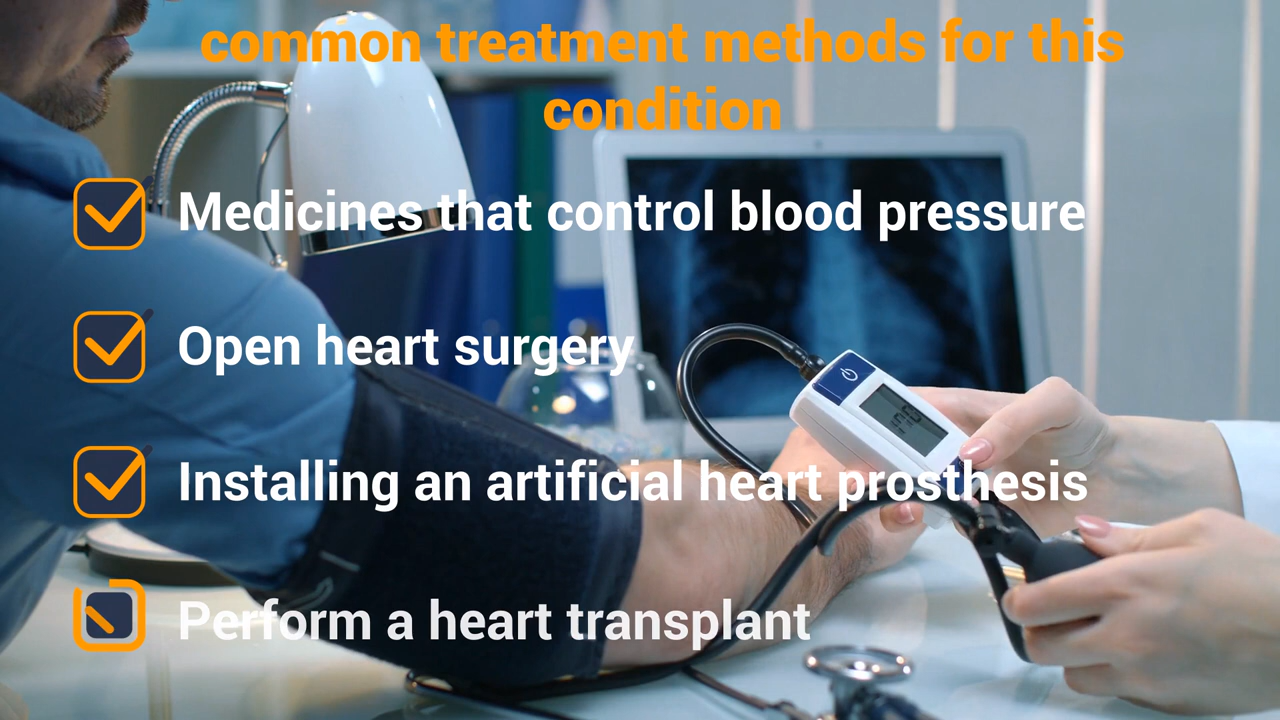 common treatment methods for this
condition
Medicines that control blood pressure
Open heart surgery
Installing an artificial heart prosthesis
Perform a heart transplant